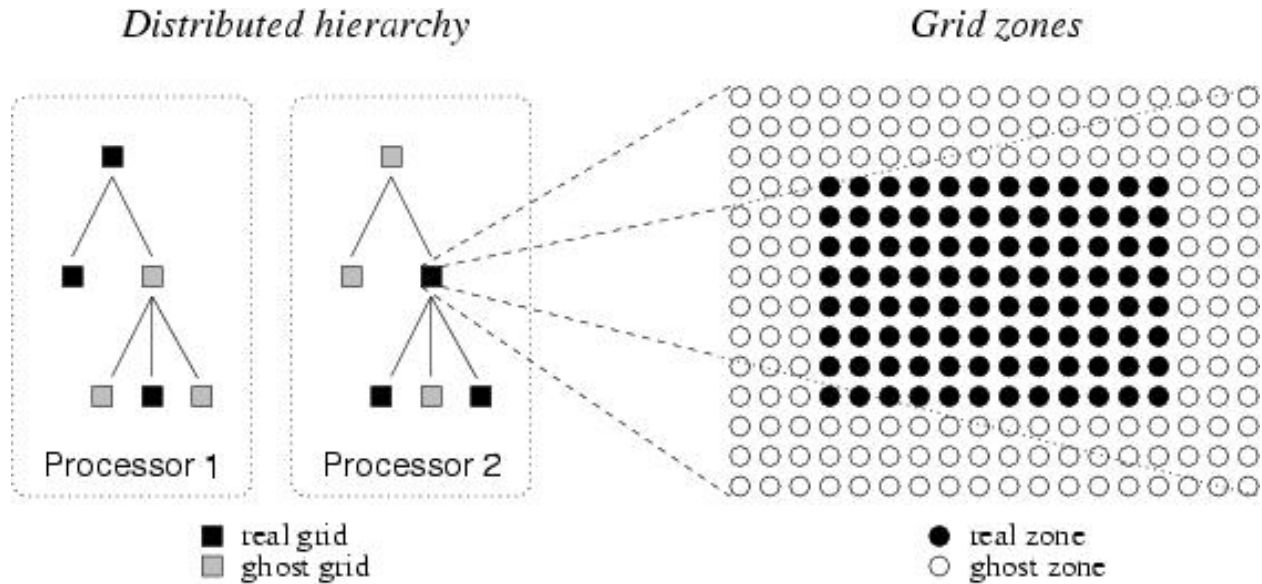 Distributed hierarchy
Grid zones
Processor 1
Processor 2
real grid
ghost grid
real zone
ghost zone